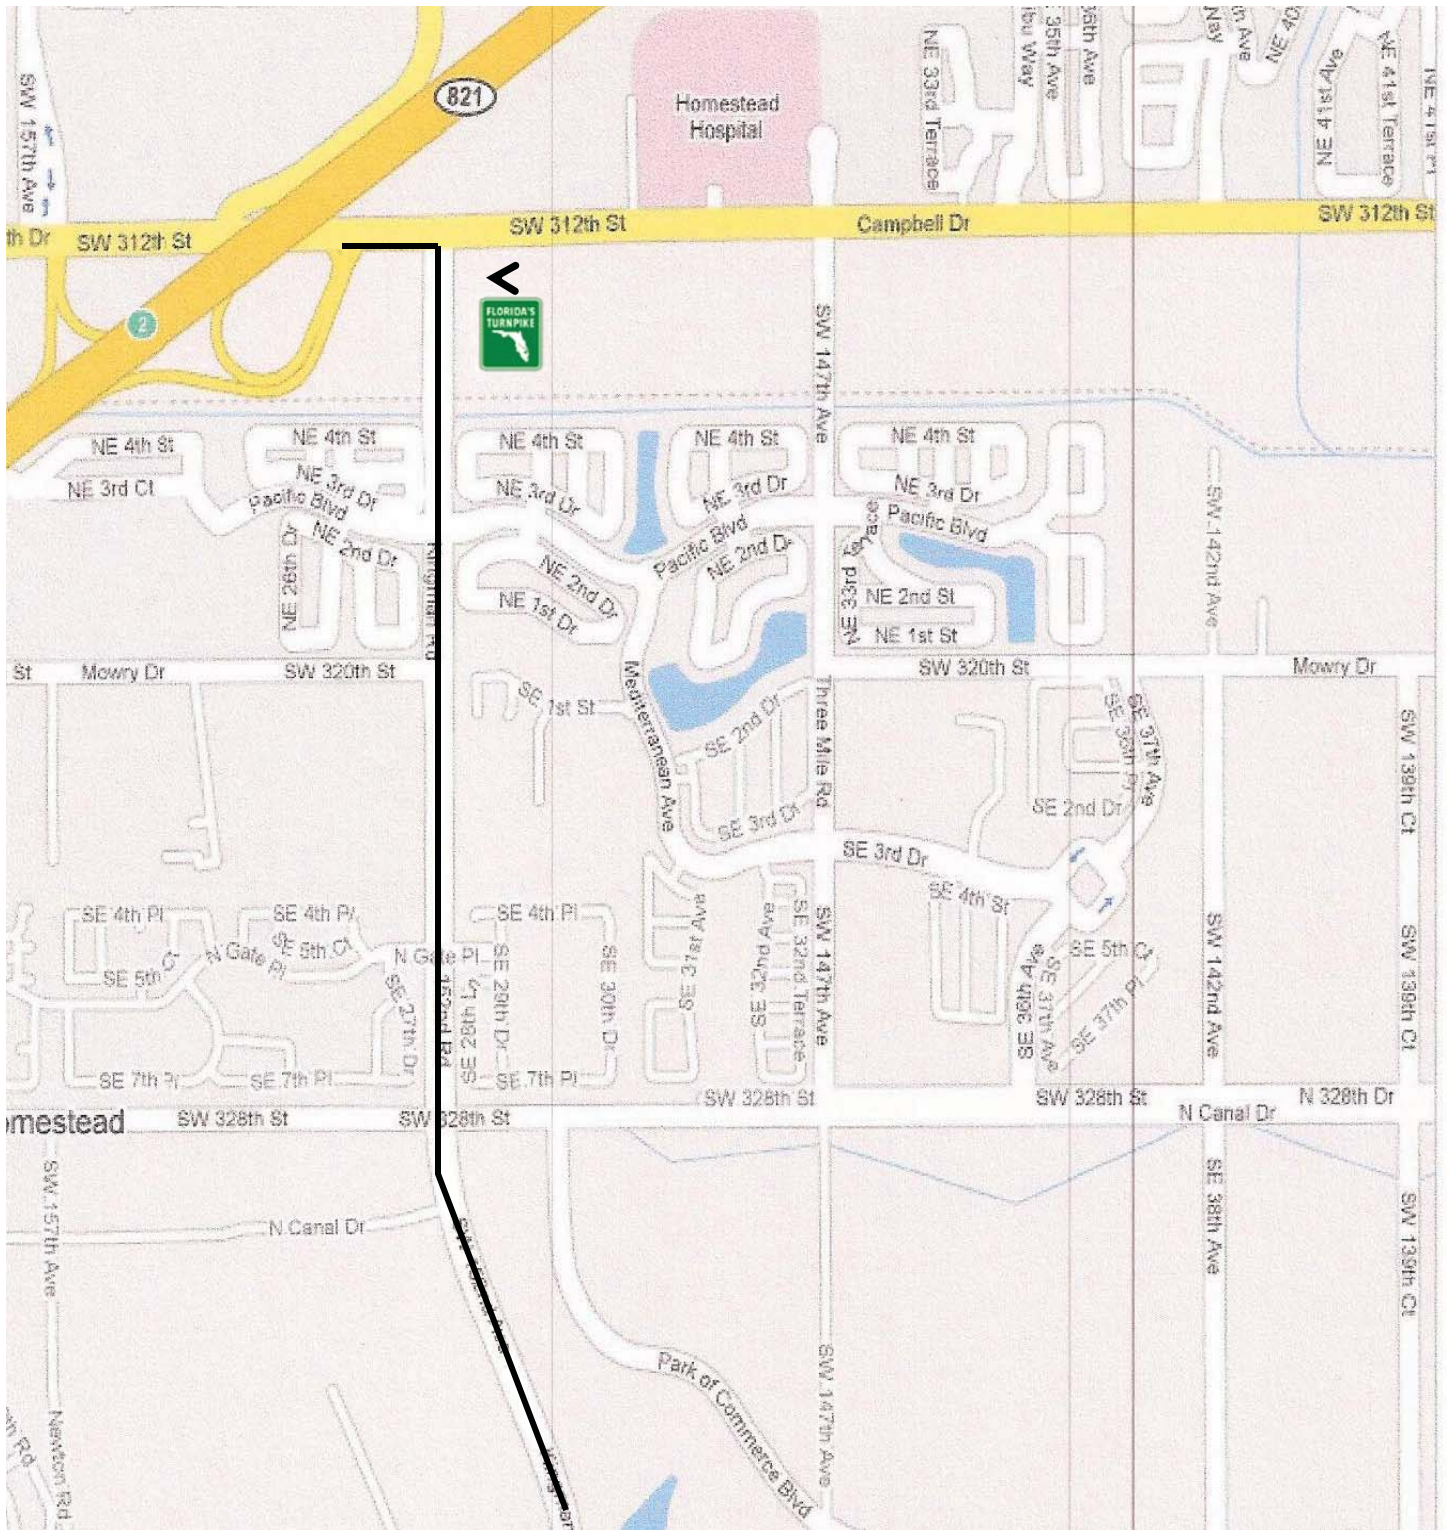 SW 157th Ave
821
Homestead
Hospital
NE 33rd Terrace
35th Ave
Way
NE 41st Ave
NE 41st Terrace
th Dr
SW 312th St
SW 312th St
Campbell Dr
SW 312th St
2
<
FLORIDA'S
TURNPIKE
SW 147th Ave
NE 4th St
NE 4th St
NE 4th St
NE 4th St
NE 4th St
NE 3rd Ct
NE 3rd Dr
NE 3rd Dr
NE 3rd Dr
NE 3rd Dr
Pacific Blvd
Pacific Blvd
Pacific Blvd
NE 2nd Dr
NE 26th Dr
Kingman Rd
NE 2nd Dr
NE 2nd Dr
NE 1st Dr
NE 33rd Terrace
NE 2nd St
NE 1st St
SW 142nd Ave
St
Mowry Dr
SW 320th St
SW 320th St
Mowry Dr
SE 1st St
Mediterranean Ave
SE 2nd Dr
Three Mile Rd
SE 3rd Ct
SE 37th Ave
SE 2nd Dr
SW 139th Ct
SE 3rd Dr
SE 4th St
SE 4th Pl
SE 4th Pl
SE 4th Pl
N Gate Pl
SE 5th Ct
SE 5th Ct
N Gate Pl
SE 27th Dr
152nd Rd
SE 28th Ln
SE 29th Dr
SE 30th Dr
SE 31st Ave
SE 32nd Ave
SE 32nd Terrace
SW 147th Ave
SE 36th Ave
SE 37th Ave
SE 5th Ct
SE 37th Pl
SW 142nd Ave
SW 139th Ct
SE 7th Pl
SE 7th Pl
SE 7th Pl
omestead
SW 328th St
SW 328th St
SW 328th St
SW 328th St
N Canal Dr
N 328th Dr
SW 157th Ave
N Canal Dr
SW 152nd Ave
SE 38th Ave
SW 139th Ct
Newton Rd
Park of Commerce Blvd
SW 147th Ave